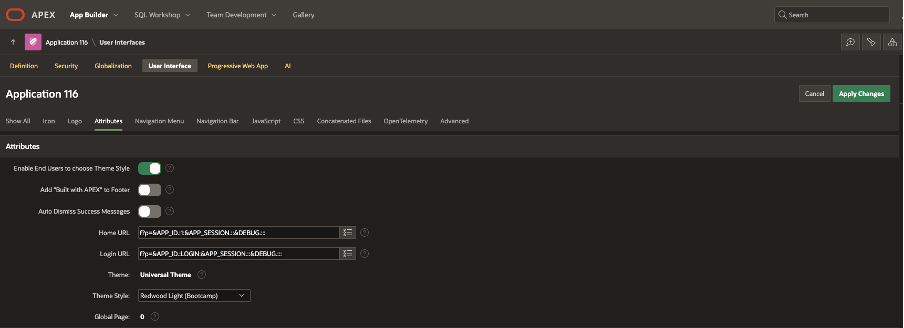 APEX App Builder SQL Workshop Team Development Gallery Search
Application 116 \ User Interfaces
Definition Security Globalization User Interface Progressive Web App AI
Application 116 Cancel Apply Changes
Show All Icon Logo Attributes Navigation Menu Navigation Bar JavaScript CSS Concatenated Files OpenTelemetry Advanced
Attributes
Enable End Users to choose Theme Style
Add "Built with APEX" to Footer
Auto Dismiss Success Messages
Home URL f?p=&APP_ID.:1:&APP_SESSION.::&DEBUG.:::
Login URL f?p=&APP_ID.:LOGIN:&APP_SESSION.::&DEBUG.:::
Theme: Universal Theme
Theme Style: Redwood Light (Bootcamp)
Global Page: 0